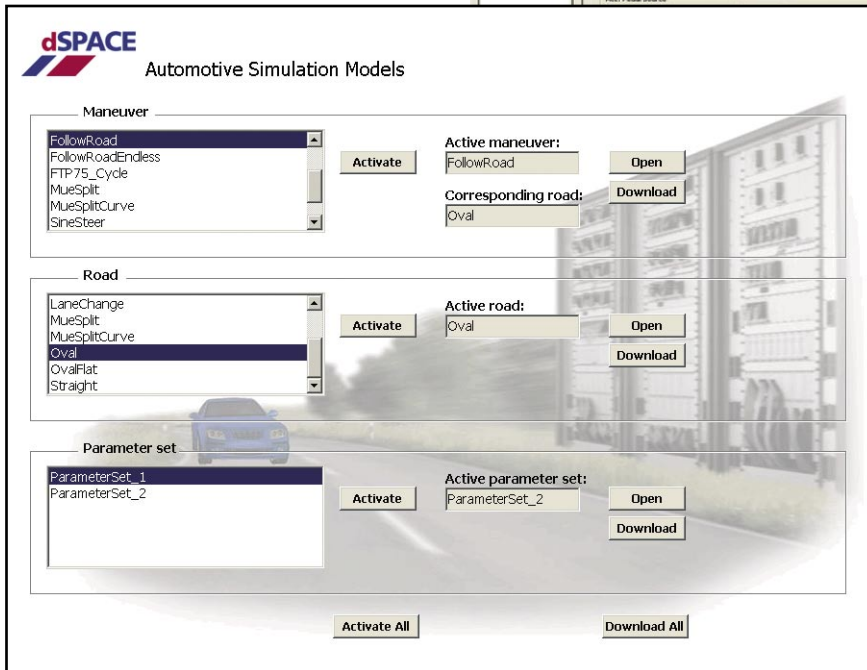 dSPACE
Automotive Simulation Models
Maneuver
FollowRoad
FollowRoadEndless
FTP75_Cycle
MueSplit
MueSplitCurve
SineSteer
Activate
Active maneuver:
FollowRoad
Open
Download
Corresponding road:
Oval
Road
LaneChange
MueSplit
MueSplitCurve
Oval
OvalFlat
Straight
Activate
Active road:
Oval
Open
Download
Parameter set
ParameterSet_1
ParameterSet_2
Activate
Active parameter set:
ParameterSet_2
Open
Download
Activate All
Download All